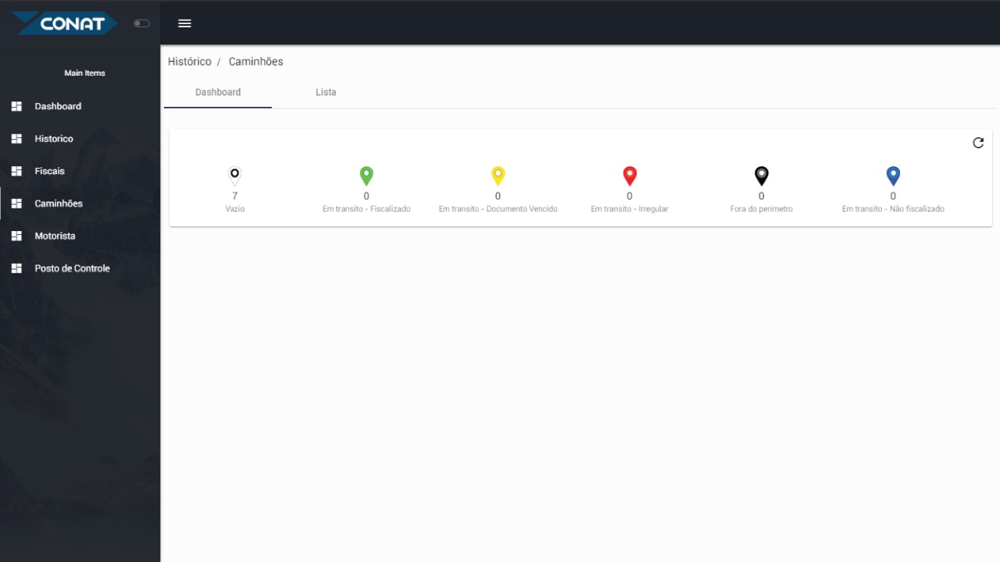 CONAT
Main Items
Dashboard
Historico
Fiscais
Caminhões
Motorista
Posto de Controle
Histórico / Caminhões
Dashboard Lista
7 0 0 0 0 0
Vazio Em transito - Fiscalizado Em transito - Documento Vencido Em transito - Irregular Fora do perimetro Em transito - Não fiscalizado